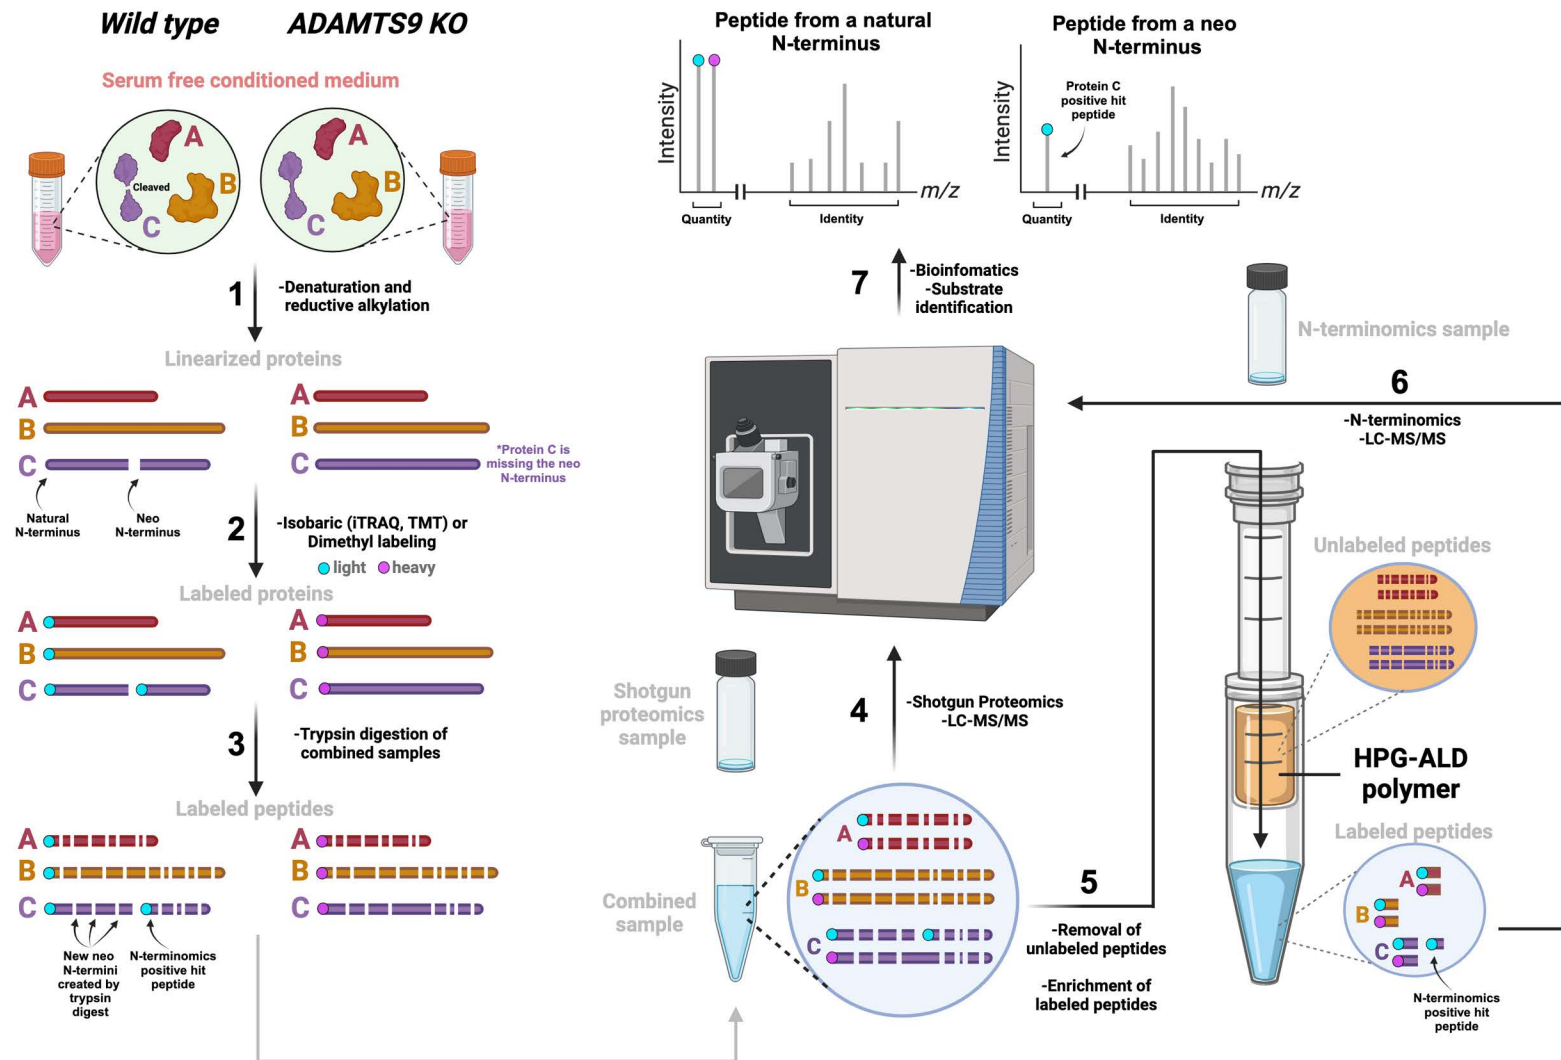 Wild type
ADAMTS9 KO
Serum free conditioned medium
A
Cleaved
B
C
A
B
C
1
-Denaturation and
reductive alkylation
Linearized proteins
A
B
C
A
B
C
*Protein C is
missing the neo
N-terminus
Natural
N-terminus
Neo
N-terminus
2
-Isobaric (iTRAQ, TMT) or
Dimethyl labeling
light
heavy
Labeled proteins
A
B
C
A
B
C
3
-Trypsin digestion of
combined samples
Labeled peptides
A
B
C
A
B
C
New neo
N-termini
created by
trypsin
digest
N-terminomics
positive hit
peptide
Peptide from a natural
N-terminus
Intensity
m/z
Quantity
Identity
Peptide from a neo
N-terminus
Intensity
Protein C
positive hit
peptide
m/z
Quantity
Identity
7
-Bioinfomatics
-Substrate
identification
N-terminomics sample
6
-N-terminomics
-LC-MS/MS
Shotgun
proteomics
sample
4
-Shotgun Proteomics
-LC-MS/MS
Combined
sample
A
B
C
5
-Removal of
unlabeled peptides
-Enrichment of
labeled peptides
Unlabeled peptides
HPG-ALD
polymer
Labeled peptides
A
B
C
N-terminomics
positive hit
peptide